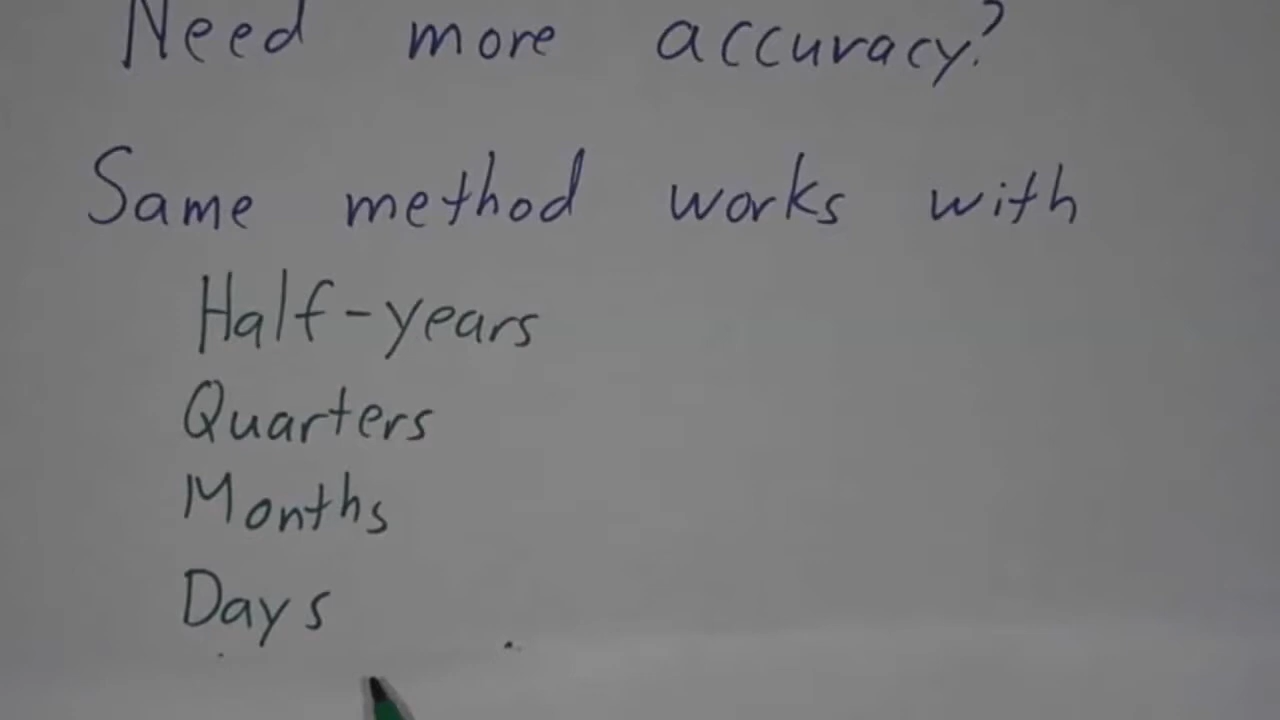 Need more accuracy?
Same method works with
Half-years
Quarters
Months
Days